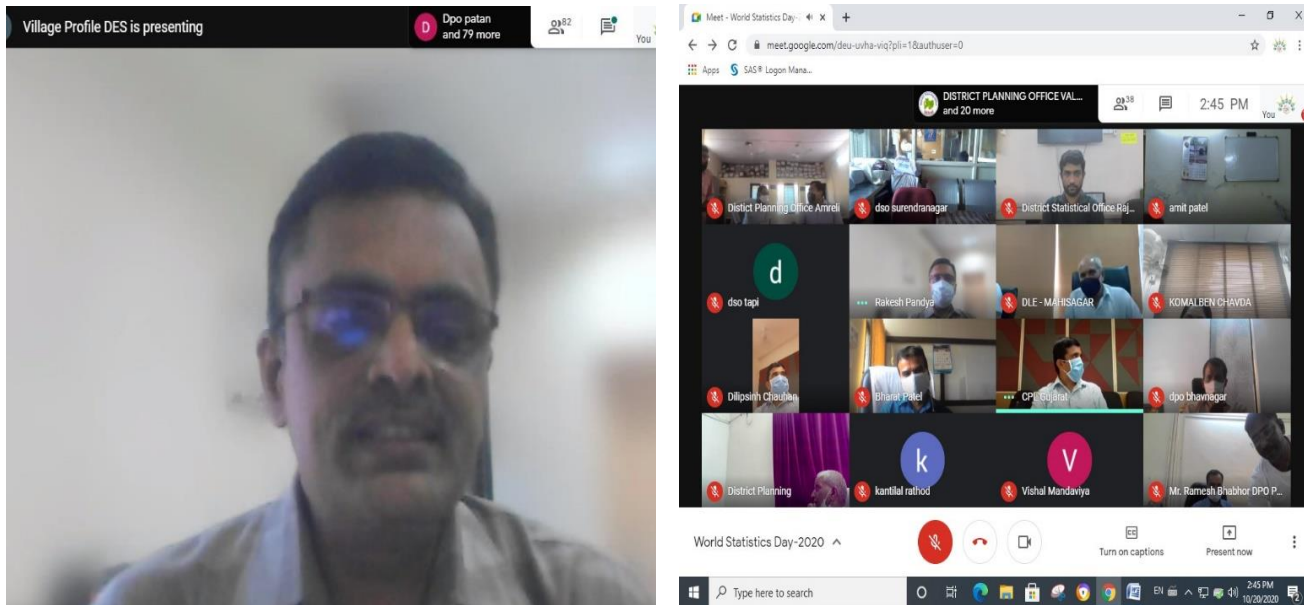 Village Profile DES is presenting
D
Dpo patan
and 79 more
82
You
Meet - World Statistics Day-
meet.google.com/deu-uvha-viq?pli=1&authuser=0
Apps
SAS® Logon Mana...
DISTRICT PLANNING OFFICE VAL...
and 20 more
38
2:45 PM
You
Distict Planning Office Amreli
dso surendranagar
District Statistical Office Raj...
amit patel
d
dso tapi
Rakesh Pandya
DLE - MAHISAGAR
KOMALBEN CHAVDA
Dilipsinh Chauhan
Bharat Patel
CPL Gujarat
dpo bhavnagar
District Planning
k
kantilal rathod
V
Vishal Mandaviya
Mr. Ramesh Bhabhor DPO P...
World Statistics Day-2020
CC
Turn on captions
Present now
Type here to search
EN
2:45 PM
10/20/2020
2